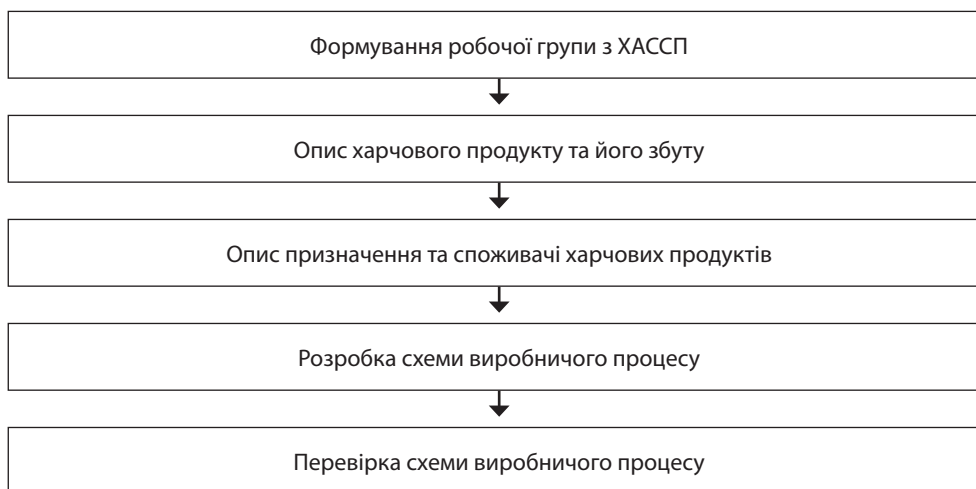 Формування робочої групи з ХАССП
Опис харчового продукту та його збуту
Опис призначення та споживачі харчових продуктів
Розробка схеми виробничого процесу
Перевірка схеми виробничого процесу